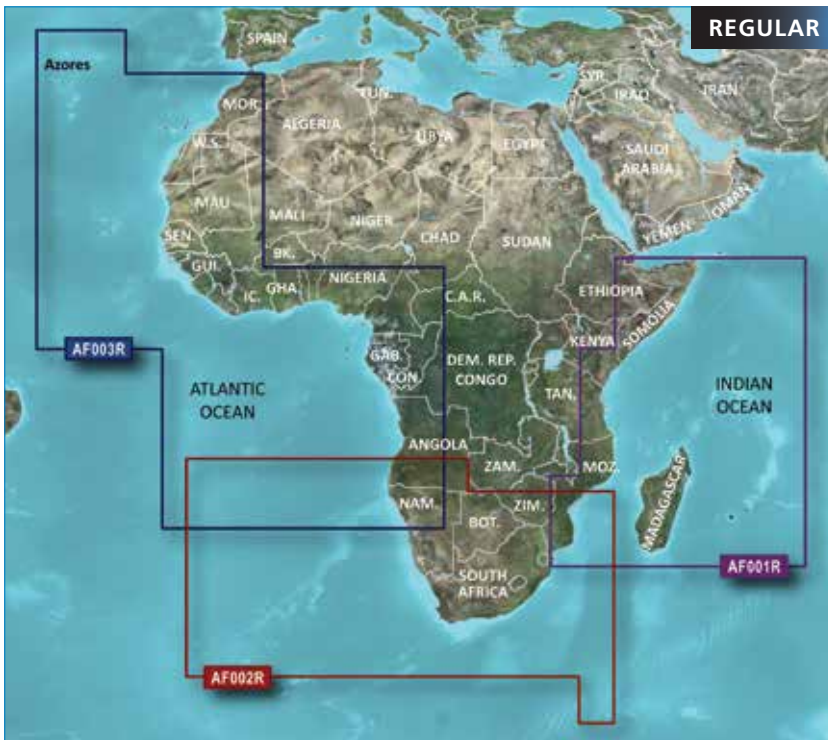 REGULAR
SPAIN
Azores
SYR.
IRAQ
IRAN
TUN.
MOR.
ALGERIA
LIBYA
EGYPT
SAUDI
ARABIA
W.S.
OMAN
MAU
MALI
NIGER
CHAD
SUDAN
YEMEN
SEN.
BK.
GUI.
NIGERIA
ETHIOPIA
IC.
GHA.
C.A.R.
SOMOLIA
KENYA
AF003R
GAB.
CON.
DEM. REP.
CONGO
TAN.
ATLANTIC
OCEAN
INDIAN
OCEAN
ANGOLA
ZAM.
MOZ.
MADAGASCAR
NAM.
ZIM.
BOT.
AF001R
SOUTH
AFRICA
AF002R